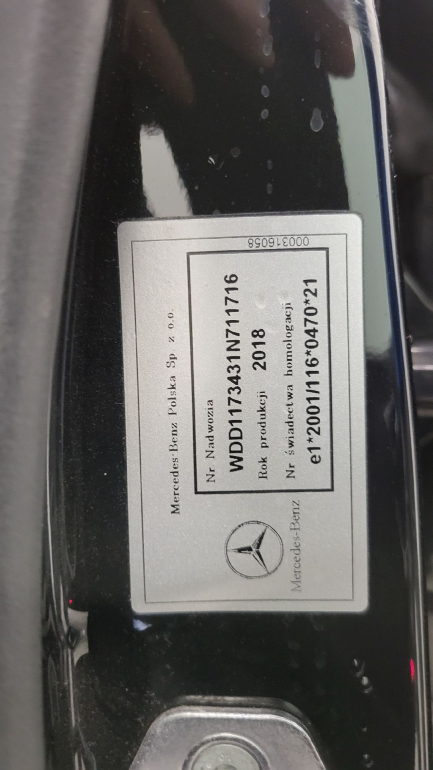 Mercedes-Benz Polska Sp. z o.o.
Nr Nadwozia
WDD1173431N711716
Rok produkcji 2018
Nr świadectwa homologacji
e1*2001/116*0470*21
Mercedes-Benz
000316058